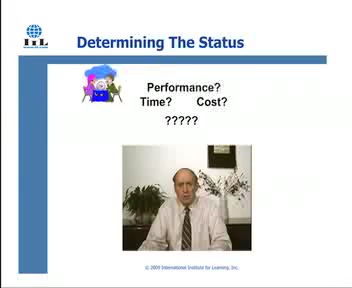 IIL
Determining The Status
Performance?
Time? Cost?
?????
© 2009 International Institute for Learning, Inc.